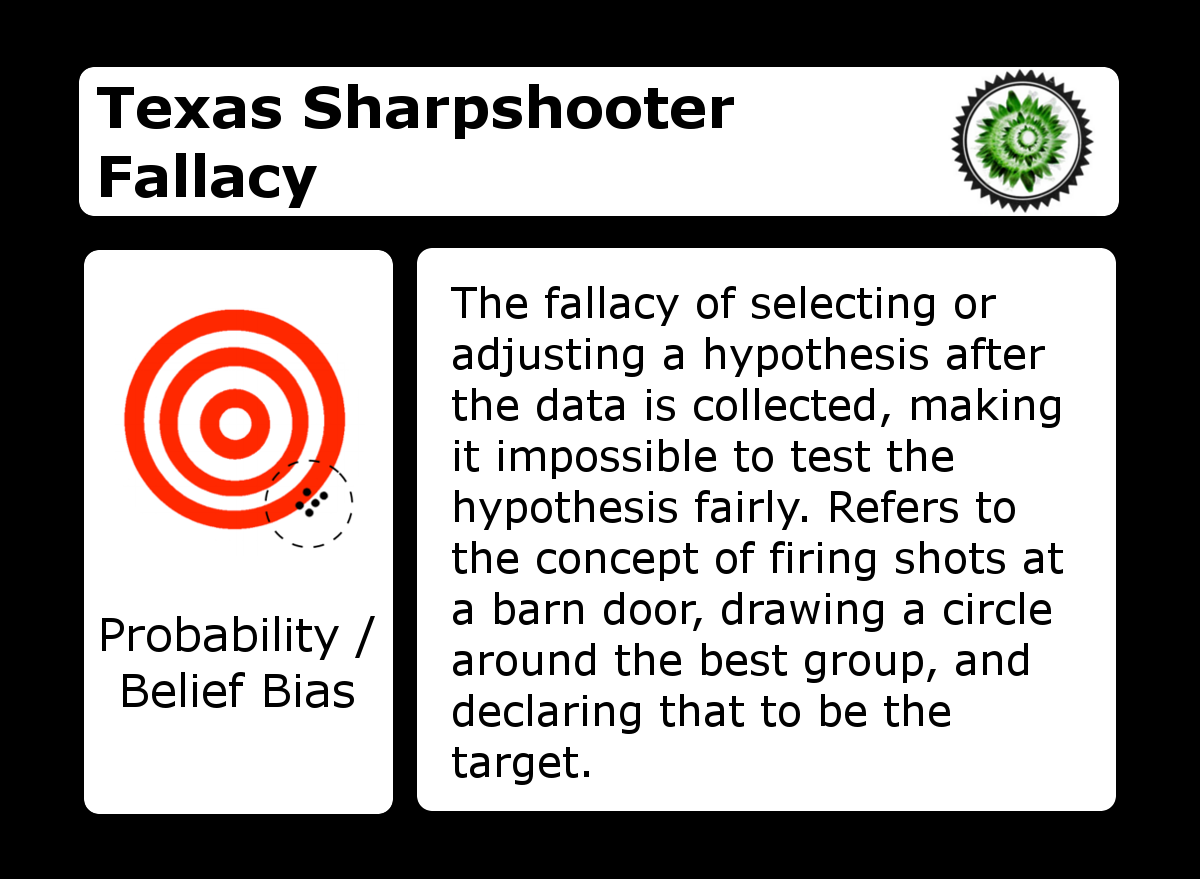 Texas Sharpshooter
Fallacy
Probability /
Belief Bias
The fallacy of selecting or
adjusting a hypothesis after
the data is collected, making
it impossible to test the
hypothesis fairly. Refers to
the concept of firing shots at
a barn door, drawing a circle
around the best group, and
declaring that to be the
target.